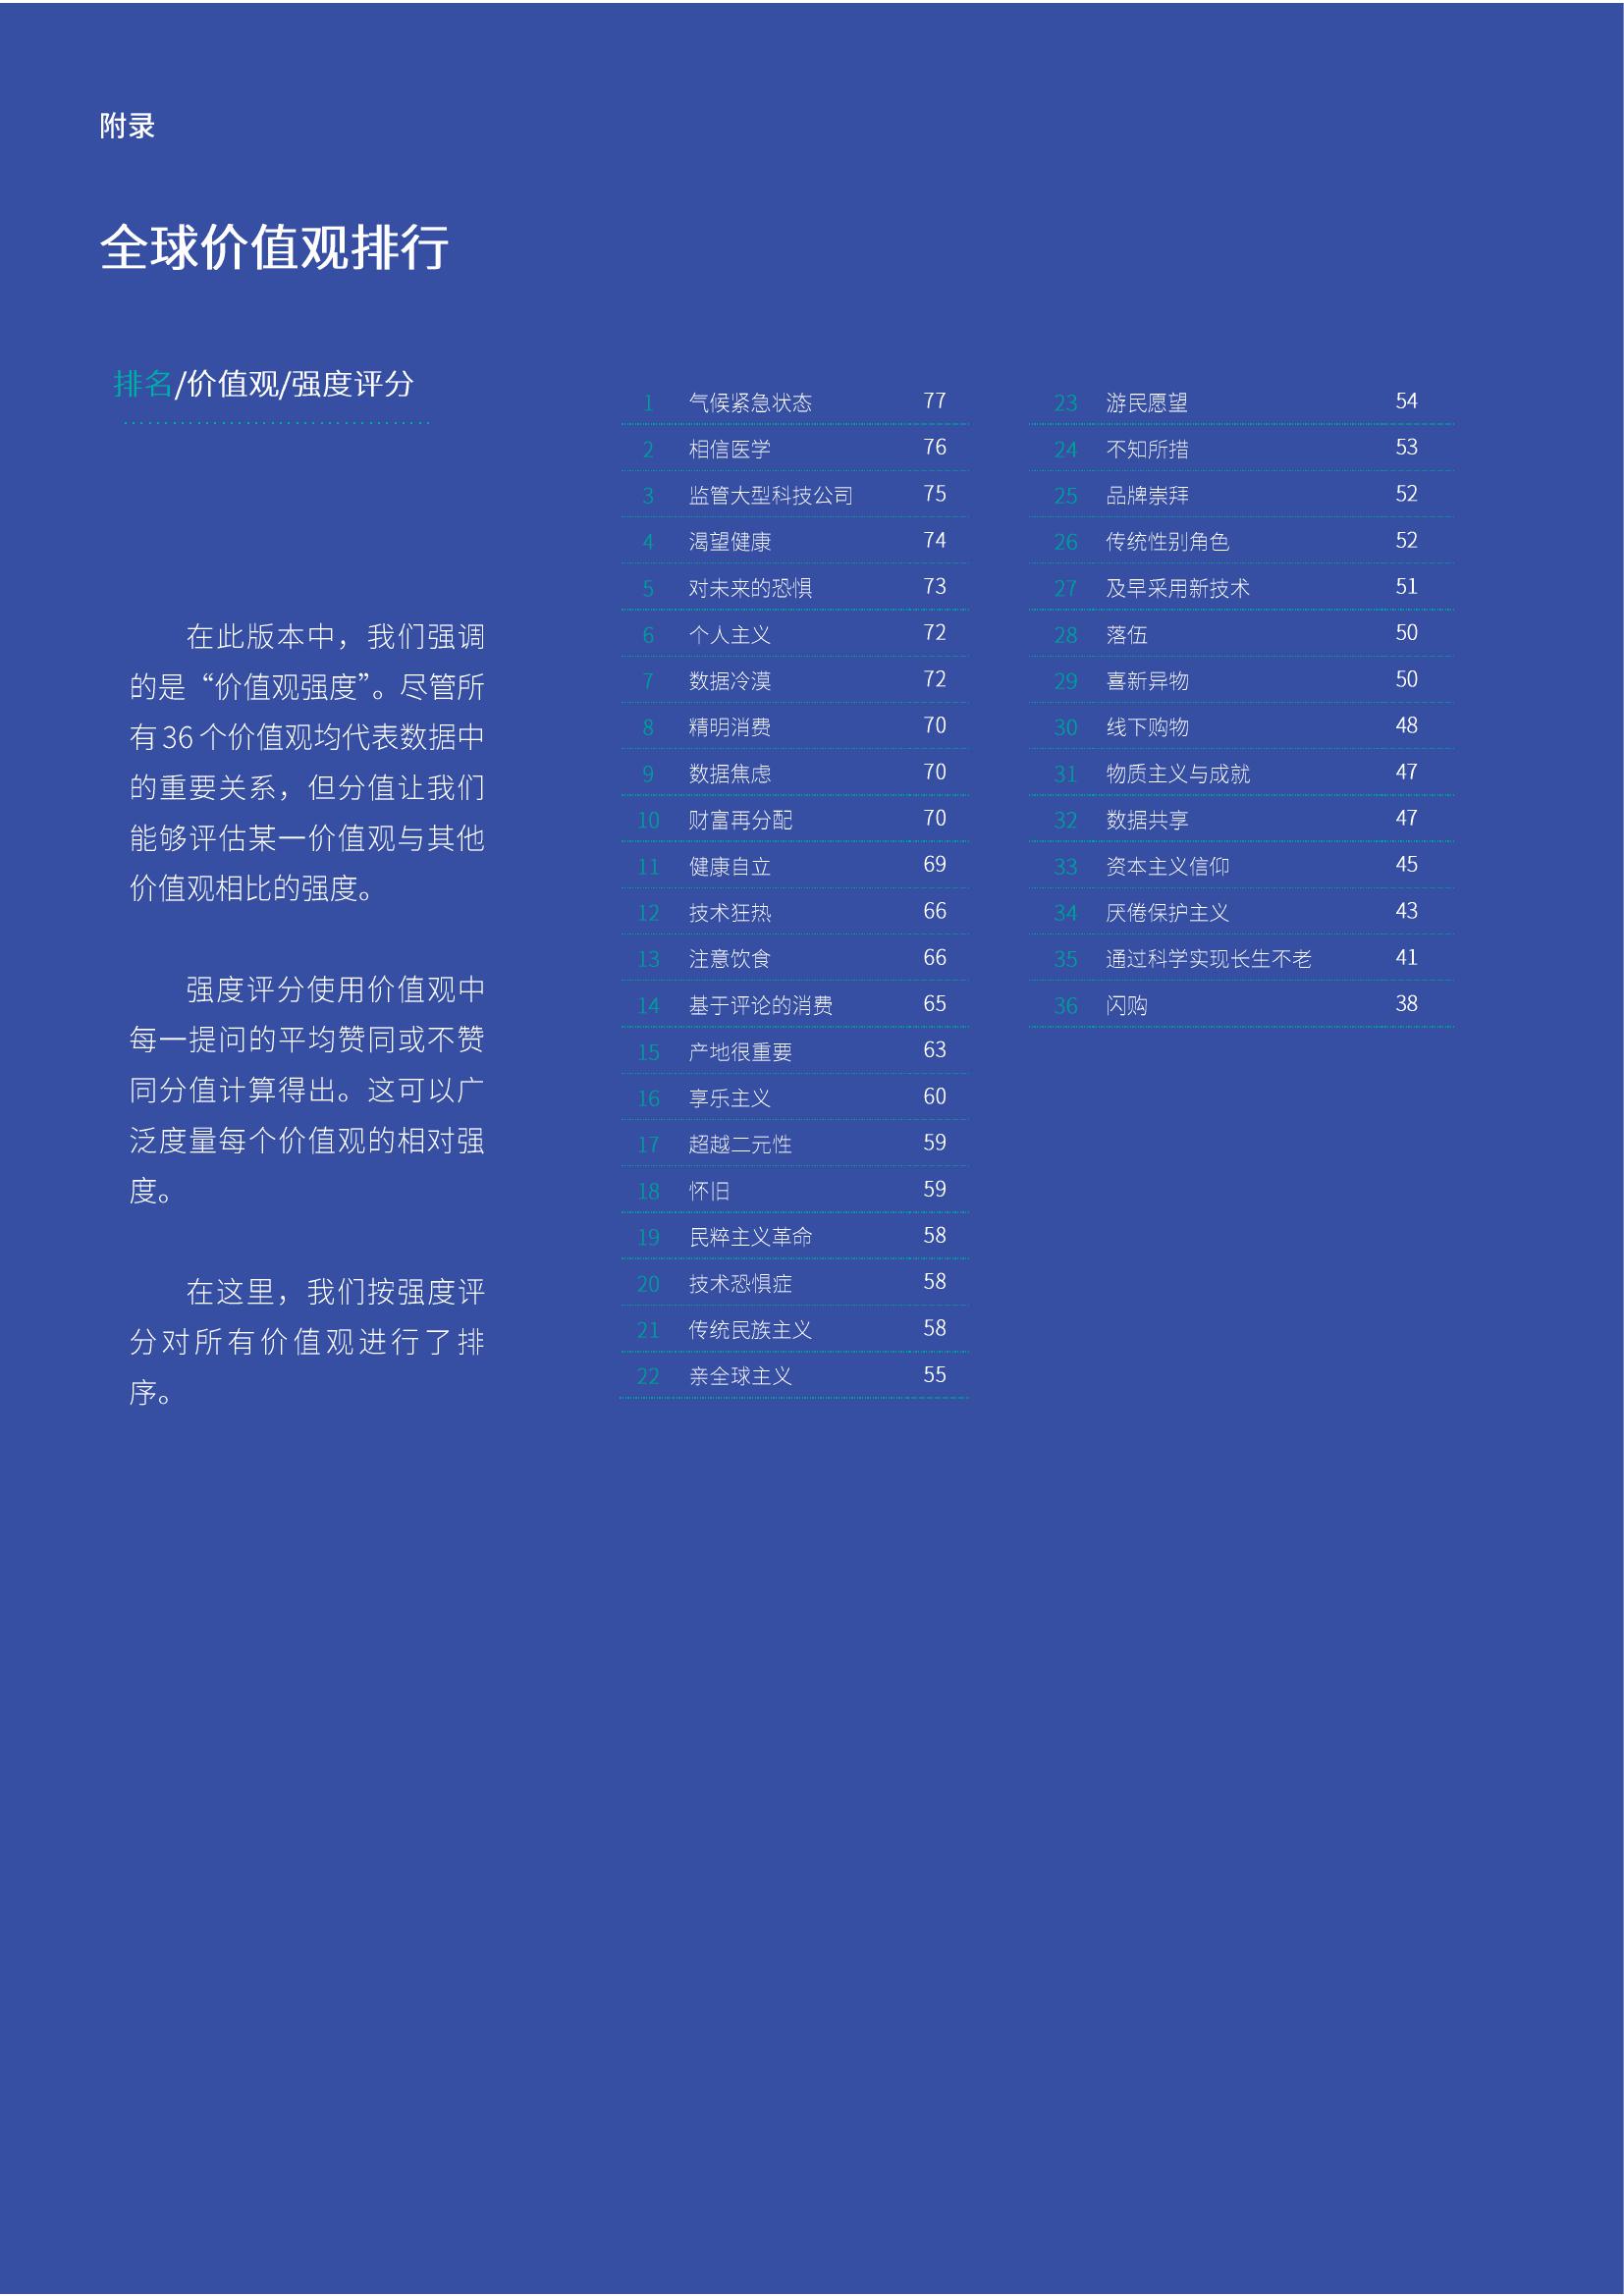 附录
全球价值观排行
排名/价值观/强度评分
在此版本中，我们强调
的是“价值观强度”。尽管所
有 36 个价值观均代表数据中
的重要关系，但分值让我们
能够评估某一价值观与其他
价值观相比的强度。
强度评分使用价值观中
每一提问的平均赞同或不赞
同分值计算得出。这可以广
泛度量每个价值观的相对强
度。
在这里，我们按强度评
分对所有价值观进行了排
序。
1 气候紧急状态 77
2 相信医学 76
3 监管大型科技公司 75
4 渴望健康 74
5 对未来的恐惧 73
6 个人主义 72
7 数据冷漠 72
8 精明消费 70
9 数据焦虑 70
10 财富再分配 70
11 健康自立 69
12 技术狂热 66
13 注意饮食 66
14 基于评论的消费 65
15 产地很重要 63
16 享乐主义 60
17 超越二元性 59
18 怀旧 59
19 民粹主义革命 58
20 技术恐惧症 58
21 传统民族主义 58
22 亲全球主义 55
23 游民愿望 54
24 不知所措 53
25 品牌崇拜 52
26 传统性别角色 52
27 及早采用新技术 51
28 落伍 50
29 喜新异物 50
30 线下购物 48
31 物质主义与成就 47
32 数据共享 47
33 资本主义信仰 45
34 厌倦保护主义 43
35 通过科学实现长生不老 41
36 闪购 38